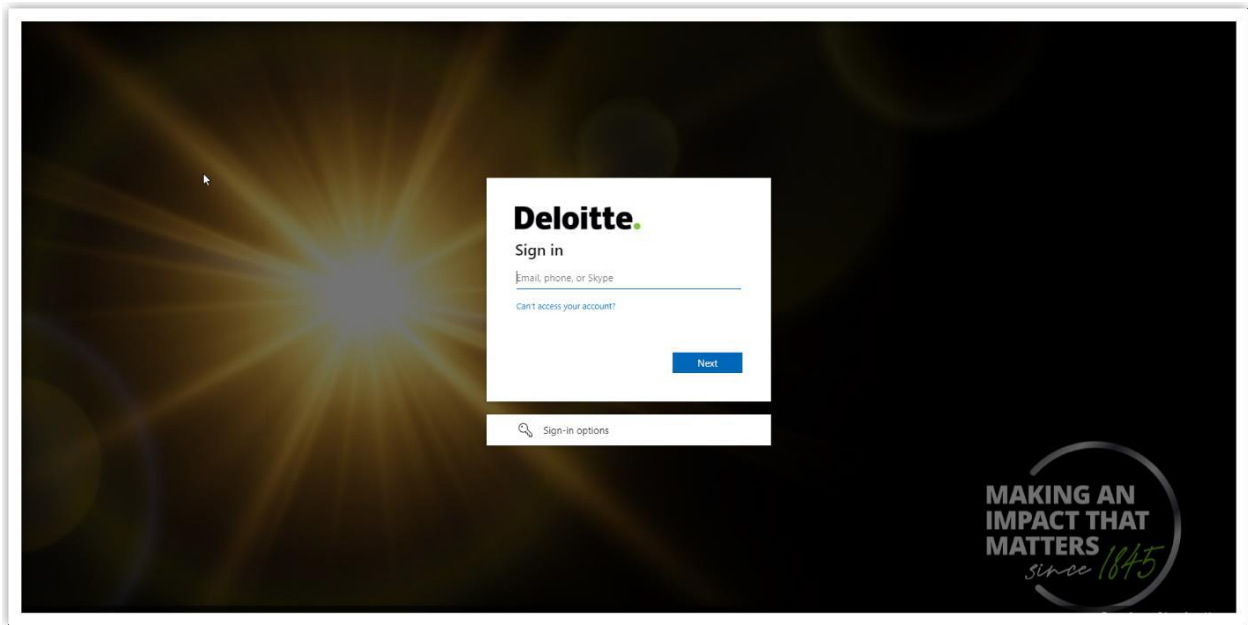 Deloitte.
Sign in
Email, phone, or Skype
Can't access your account?
Next
Sign-in options
MAKING AN
IMPACT THAT
MATTERS
since 1845